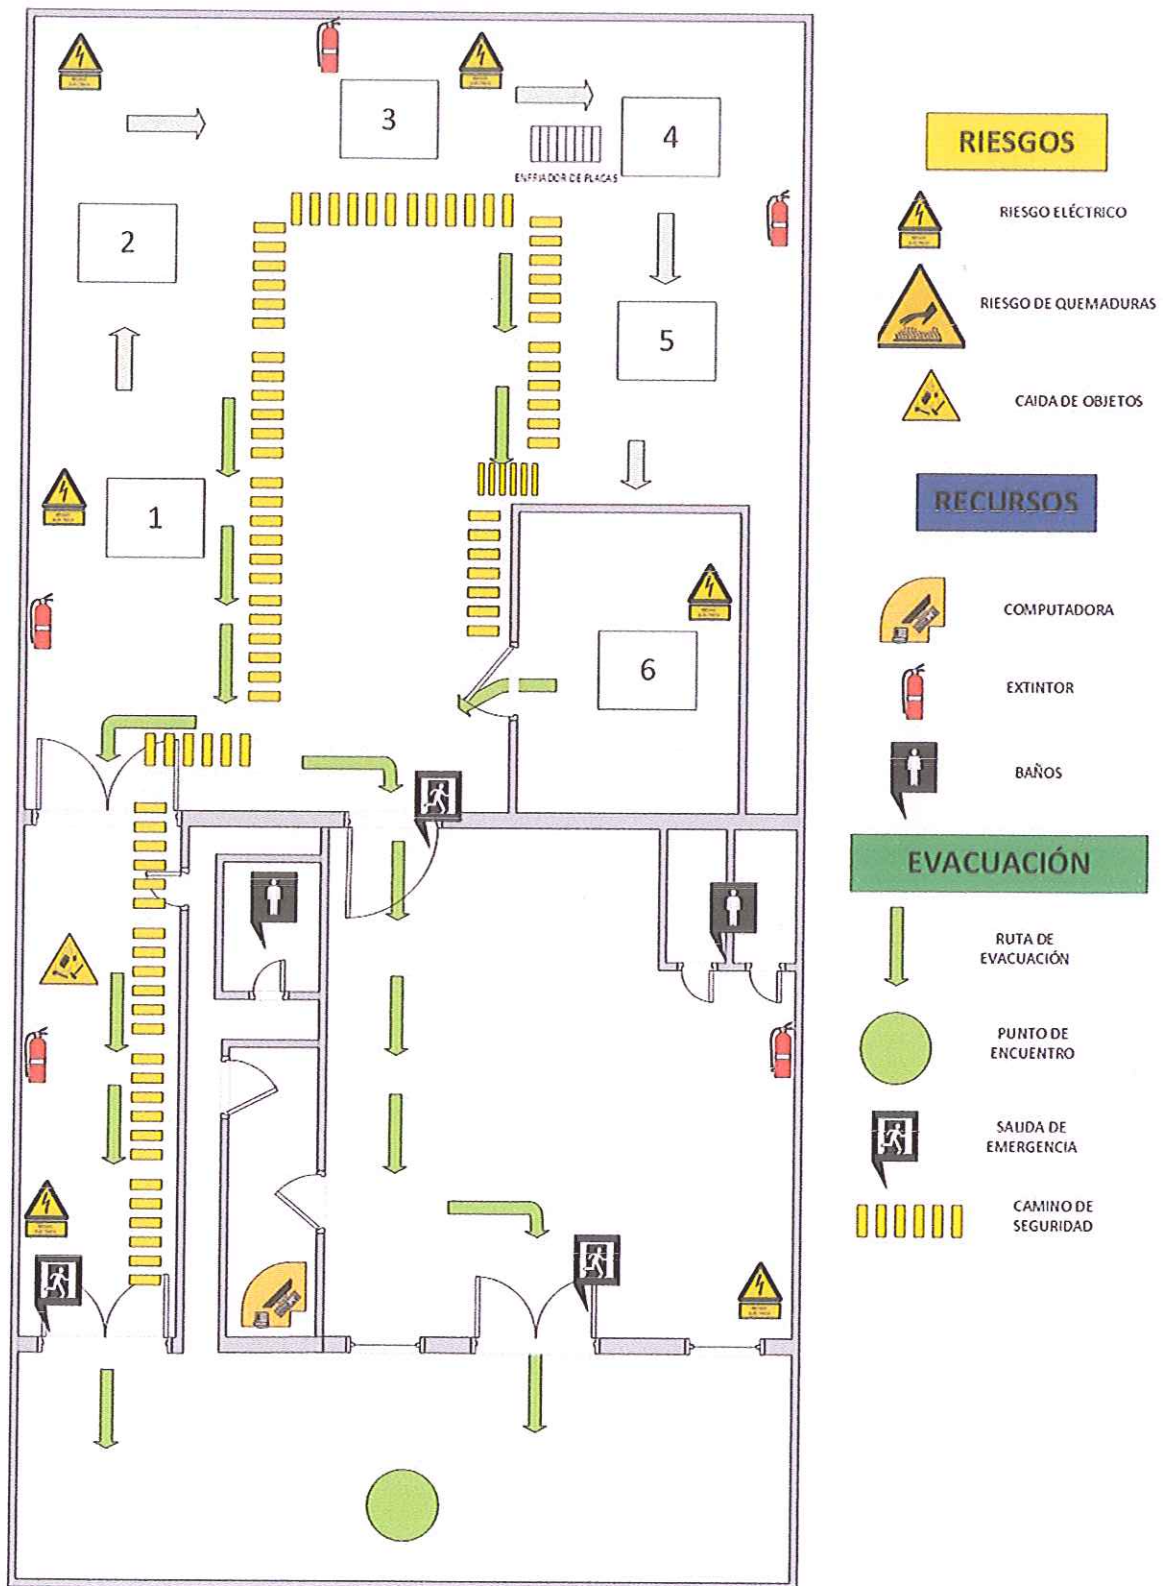 3
4
ENFRIADOR DE PLACAS
2
5
1
6
RIESGOS
RIESGO ELÉCTRICO
RIESGO DE QUEMADURAS
CAIDA DE OBJETOS
RECURSOS
COMPUTADORA
EXTINTOR
BAÑOS
EVACUACIÓN
RUTA DE
EVACUACIÓN
PUNTO DE
ENCUENTRO
SALIDA DE
EMERGENCIA
CAMINO DE
SEGURIDAD